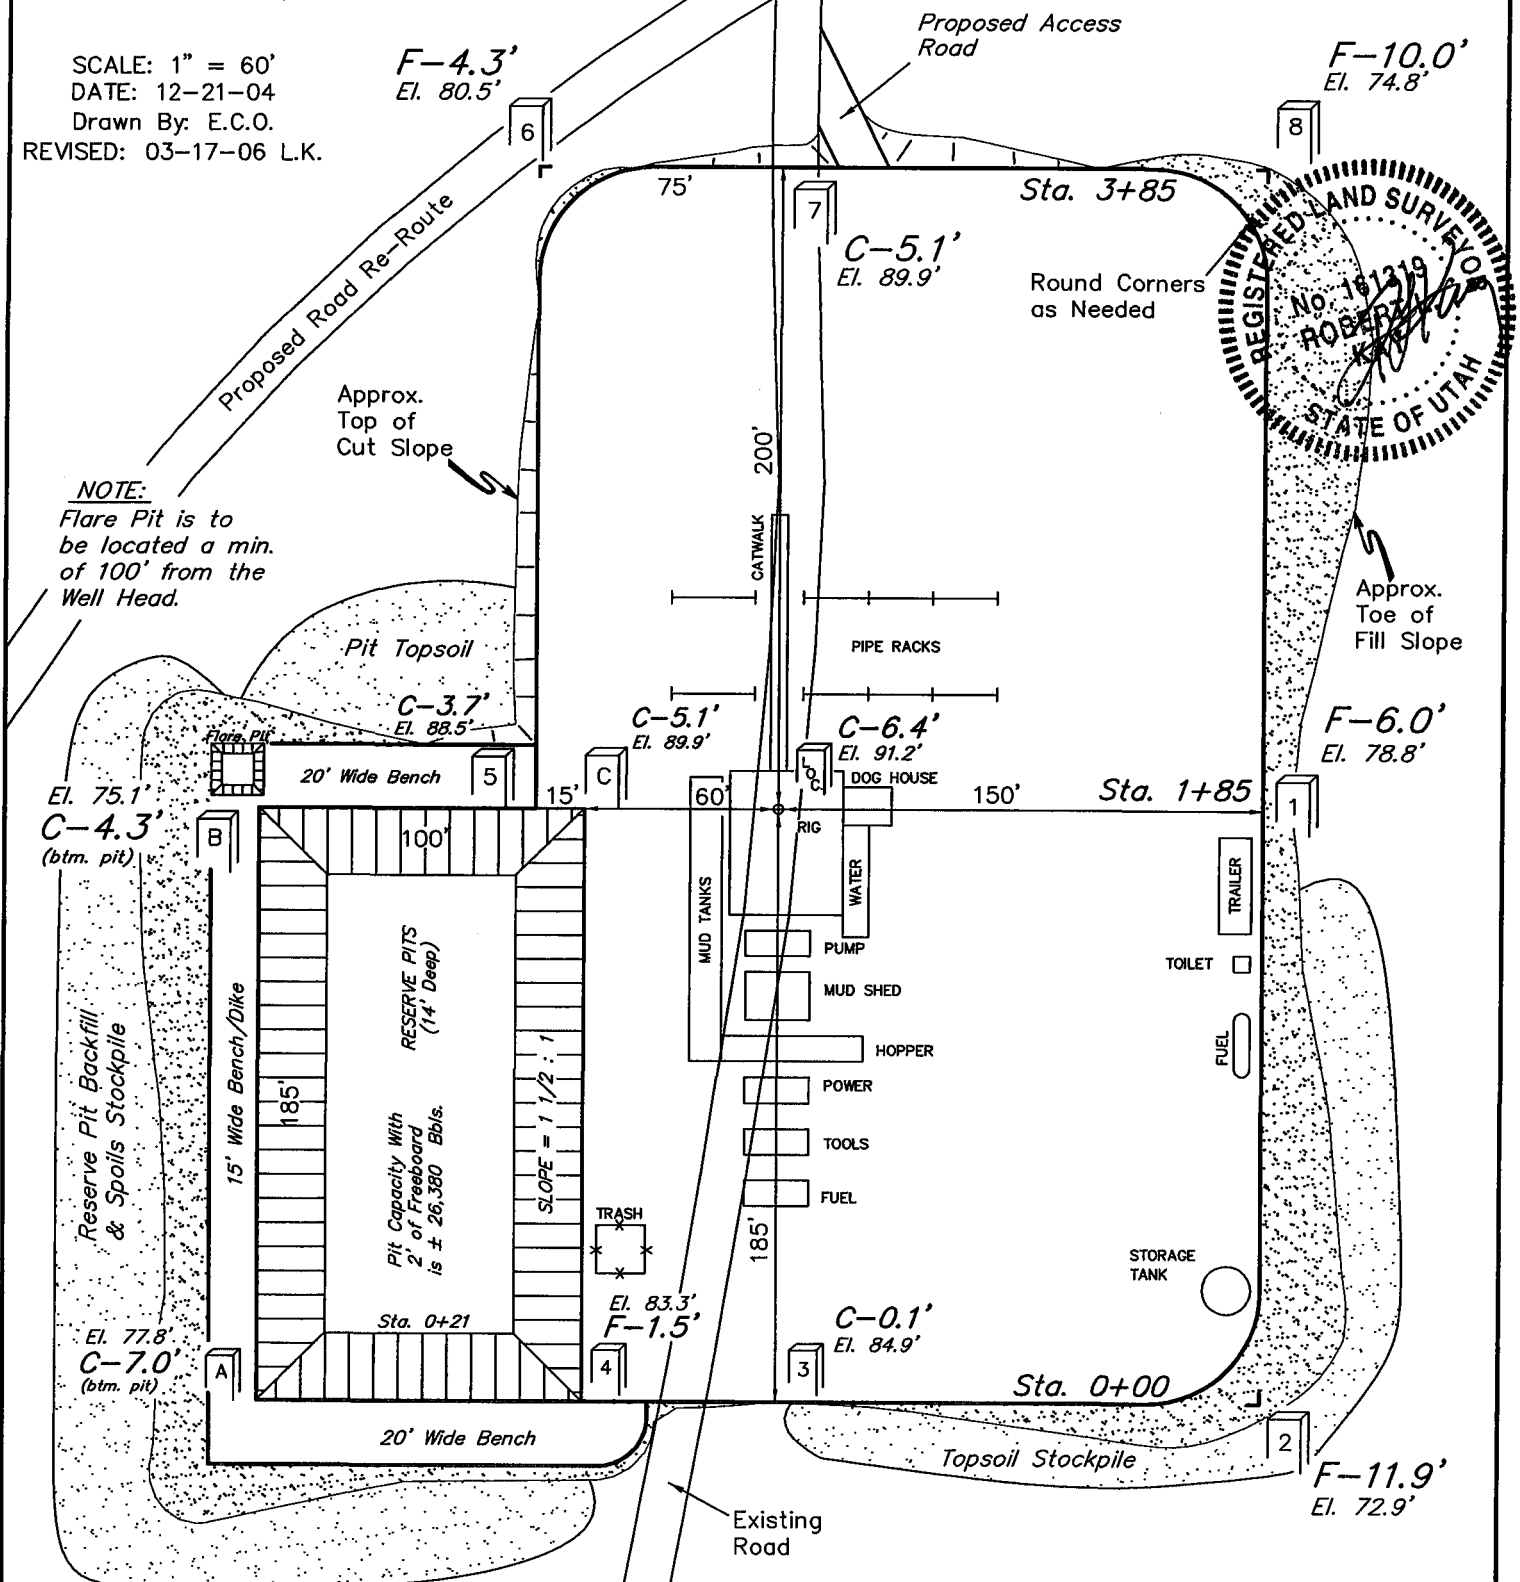 SCALE: 1" = 60'
DATE: 12-21-04
Drawn By: E.C.O.
REVISED: 03-17-06 L.K.
F-4.3'
El. 80.5'
6
Proposed Access
Road
F-10.0'
El. 74.8'
8
75'
7
Sta. 3+85
C-5.1'
El. 89.9'
Round Corners
as Needed
REGISTERED LAND SURVEYOR
No. 161319
ROBERT
STATE OF UTAH
Proposed Road Re-Route
Approx.
Top of
Cut Slope
200'
NOTE:
Flare Pit is to
be located a min.
of 100' from the
Well Head.
CATWALK
PIPE RACKS
Approx.
Toe of
Fill Slope
Pit Topsoil
C-3.7'
El. 88.5'
C-5.1'
El. 89.9'
C-6.4'
El. 91.2'
F-6.0'
El. 78.8'
Flare Pit
20' Wide Bench
5
C
LOC.
DOG HOUSE
15'
60'
150'
Sta. 1+85
1
El. 75.1'
C-4.3'
(btm. pit)
B
100'
RIG
MUD TANKS
WATER
TRAILER
PUMP
TOILET
MUD SHED
FUEL
HOPPER
POWER
TOOLS
FUEL
Reserve Pit Backfill
& Spoils Stockpile
15' Wide Bench/Dike
185'
RESERVE PITS
(14' Deep)
Pit Capacity With
2' of Freeboard
is ± 26,380 Bbls.
SLOPE = 1 1/2 : 1
TRASH
185'
STORAGE
TANK
Sta. 0+21
El. 83.3'
F-1.5'
4
C-0.1'
El. 84.9'
3
El. 77.8'
C-7.0'
(btm. pit)
A
Sta. 0+00
20' Wide Bench
Topsoil Stockpile
2
F-11.9'
El. 72.9'
Existing
Road